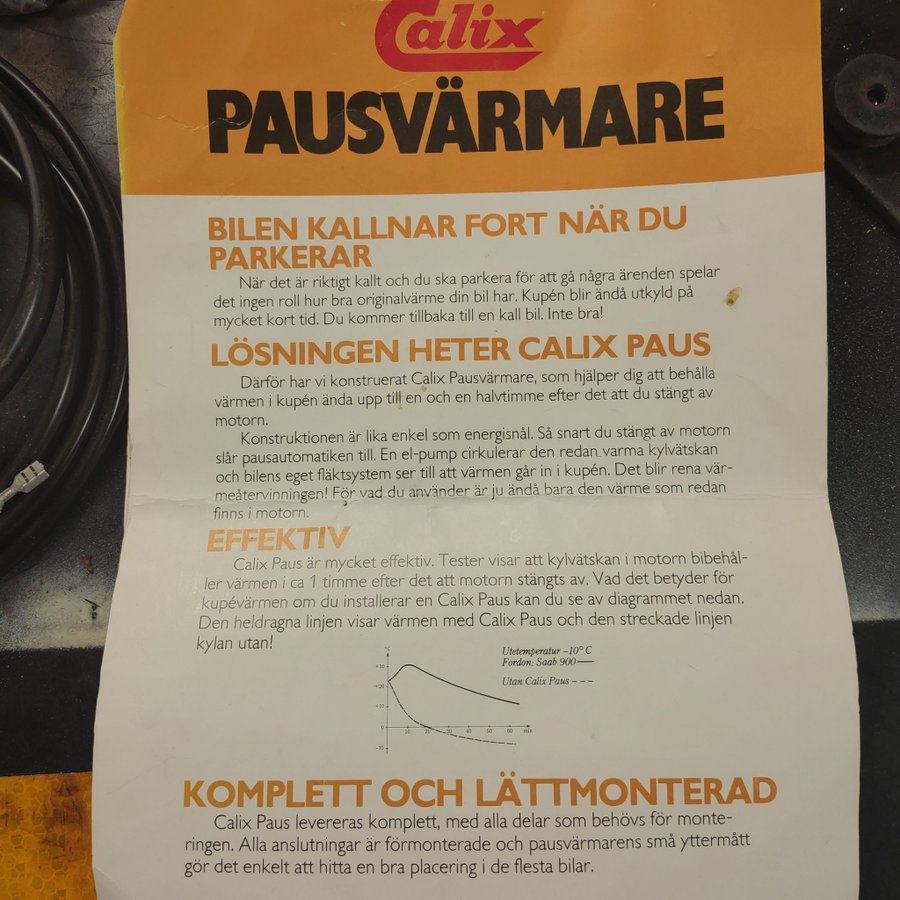 Calix
PAUSVÄRMARE
BILEN KALLNAR FORT NÄR DU
PARKERAR
När det är riktigt kallt och du ska parkera för att gå några ärenden spelar
det ingen roll hur bra originalvärme din bil har. Kupén blir ändå utkyld på
mycket kort tid. Du kommer tillbaka till en kall bil. Inte bra!
LÖSNINGEN HETER CALIX PAUS
Därför har vi konstruerat Calix Pausvärmare, som hjälper dig att behålla
värmen i kupén ända upp till en och en halvtimme efter det att du stängt av
motorn.
Konstruktionen är lika enkel som energisnål. Så snart du stängt av motorn
slår pausautomatiken till. En el-pump cirkulerar den redan varma kylvätskan
och bilens eget fläktsystem ser till att värmen går in i kupén. Det blir rena vär-
meåtervinningen! För vad du använder är ju ändå bara den värme som redan
finns i motorn.
EFFEKTIV
Calix Paus är mycket effektiv. Tester visar att kylvätskan i motorn bibehål-
ler värmen i ca 1 timme efter det att motorn stängts av. Vad det betyder för
kupévärmen om du installerar en Calix Paus kan du se av diagrammet nedan.
Den heldragna linjen visar värmen med Calix Paus och den streckade linjen
kylan utan!
°C
Utetemperatur –10° C
Fordon: Saab 900
Utan Calix Paus
+30
+20
+10
0
10 20 30 40 50 60 min
–10
KOMPLETT OCH LÄTTMONTERAD
Calix Paus levereras komplett, med alla delar som behövs för monte-
ringen. Alla anslutningar är förmonterade och pausvärmarens små yttermått
gör det enkelt att hitta en bra placering i de flesta bilar.